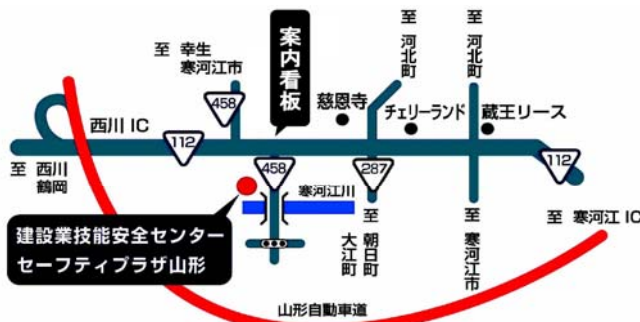 至 幸生
寒河江市
案内看板
至 河北町
至 河北町
458
慈恩寺
チェリーランド
蔵王リース
西川 IC
112
至 西川
鶴岡
458
287
112
寒河江川
建設業技能安全センター
セーフティプラザ山形
至 朝日町
大江町
至 寒河江市
至 寒河江 IC
山形自動車道